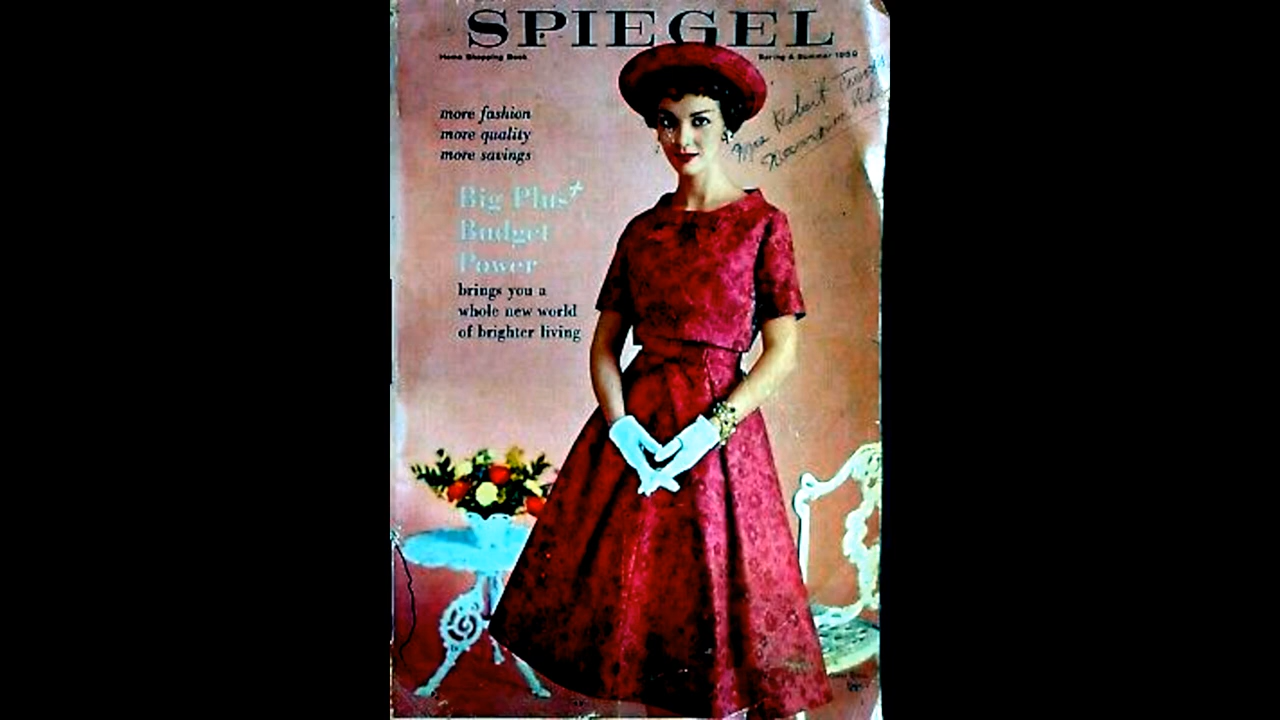 SPIEGEL
Home Shopping Book
Spring & Summer 1959
Mrs Robert
more fashion
more quality
more savings
Big Plus+
Budget
Power
brings you a
whole new world
of brighter living